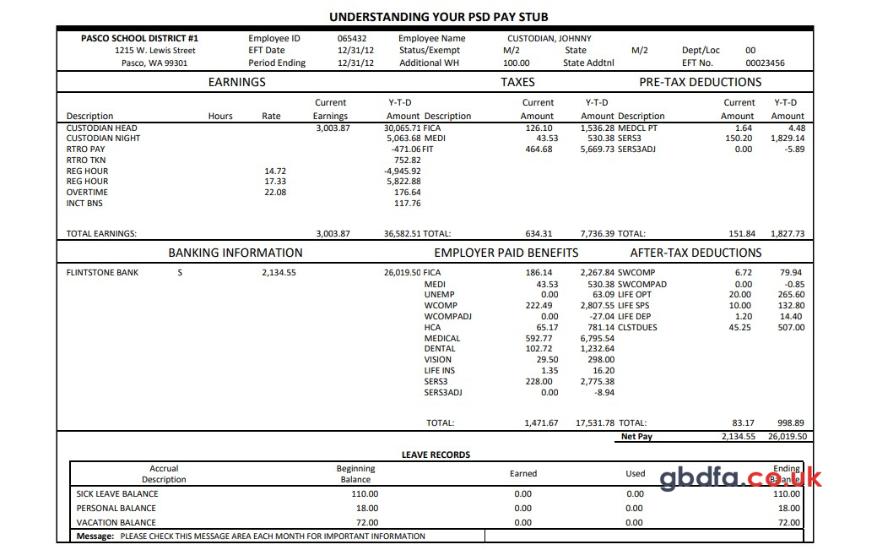 UNDERSTANDING YOUR PSD PAY STUB
PASCO SCHOOL DISTRICT #1 Employee ID 065432 Employee Name CUSTODIAN, JOHNNY
1215 W. Lewis Street EFT Date 12/31/12 Status/Exempt M/2 State M/2 Dept/Loc 00
Pasco, WA 99301 Period Ending 12/31/12 Additional WH 100.00 State Addtnl EFT No. 00023456
EARNINGS TAXES PRE-TAX DEDUCTIONS
Current Y-T-D Current Y-T-D Current Y-T-D
Description Hours Rate Earnings Amount Description Amount Amount Description Amount Amount
CUSTODIAN HEAD 3,003.87 30,065.71 FICA 126.10 1,536.28 MEDCL PT 1.64 4.48
CUSTODIAN NIGHT 5,063.68 MEDI 43.53 530.38 SERS3 150.20 1,829.14
RTRO PAY -471.06 FIT 464.68 5,669.73 SERS3ADJ 0.00 -5.89
RTRO TKN 752.82
REG HOUR 14.72 -4,945.92
REG HOUR 17.33 5,822.88
OVERTIME 22.08 176.64
INCT BNS 117.76
TOTAL EARNINGS: 3,003.87 36,582.51 TOTAL: 634.31 7,736.39 TOTAL: 151.84 1,827.73
BANKING INFORMATION EMPLOYER PAID BENEFITS AFTER-TAX DEDUCTIONS
FLINTSTONE BANK S 2,134.55 26,019.50 FICA 186.14 2,267.84 SWCOMP 6.72 79.94
MEDI 43.53 530.38 SWCOMPAD 0.00 -0.85
UNEMP 0.00 63.09 LIFE OPT 20.00 265.60
WCOMP 222.49 2,807.55 LIFE SPS 10.00 132.80
WCOMPADJ 0.00 -27.04 LIFE DEP 1.20 14.40
HCA 65.17 781.14 CLSTDUES 45.25 507.00
MEDICAL 592.77 6,795.54
DENTAL 102.72 1,232.64
VISION 29.50 298.00
LIFE INS 1.35 16.20
SERS3 228.00 2,775.38
SERS3ADJ 0.00 -8.94
TOTAL: 1,471.67 17,531.78 TOTAL: 83.17 998.89
Net Pay 2,134.55 26,019.50
LEAVE RECORDS
Accrual Beginning Earned Used Ending
Description Balance Balance
SICK LEAVE BALANCE 110.00 0.00 0.00 110.00
PERSONAL BALANCE 18.00 0.00 0.00 18.00
VACATION BALANCE 72.00 0.00 0.00 72.00
Message: PLEASE CHECK THIS MESSAGE AREA EACH MONTH FOR IMPORTANT INFORMATION
gbdfa.co.uk